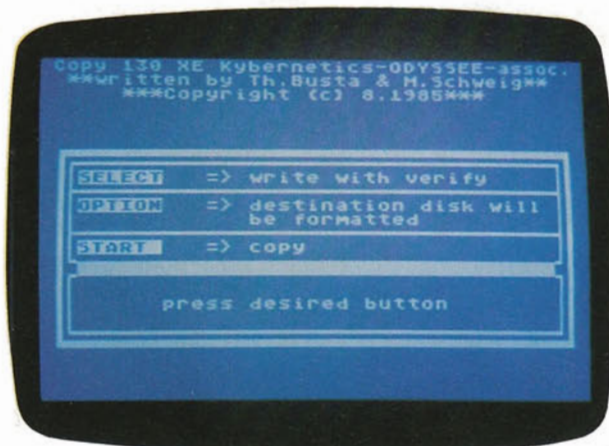 Copy 130 XE Kybernetics-ODYSSEE-assoc.
**written by Th.Busta & M.Schweig**
***Copyright (c) 8.1985***
SELECT => write with verify
OPTION => destination disk will
be formatted
START => copy
press desired button